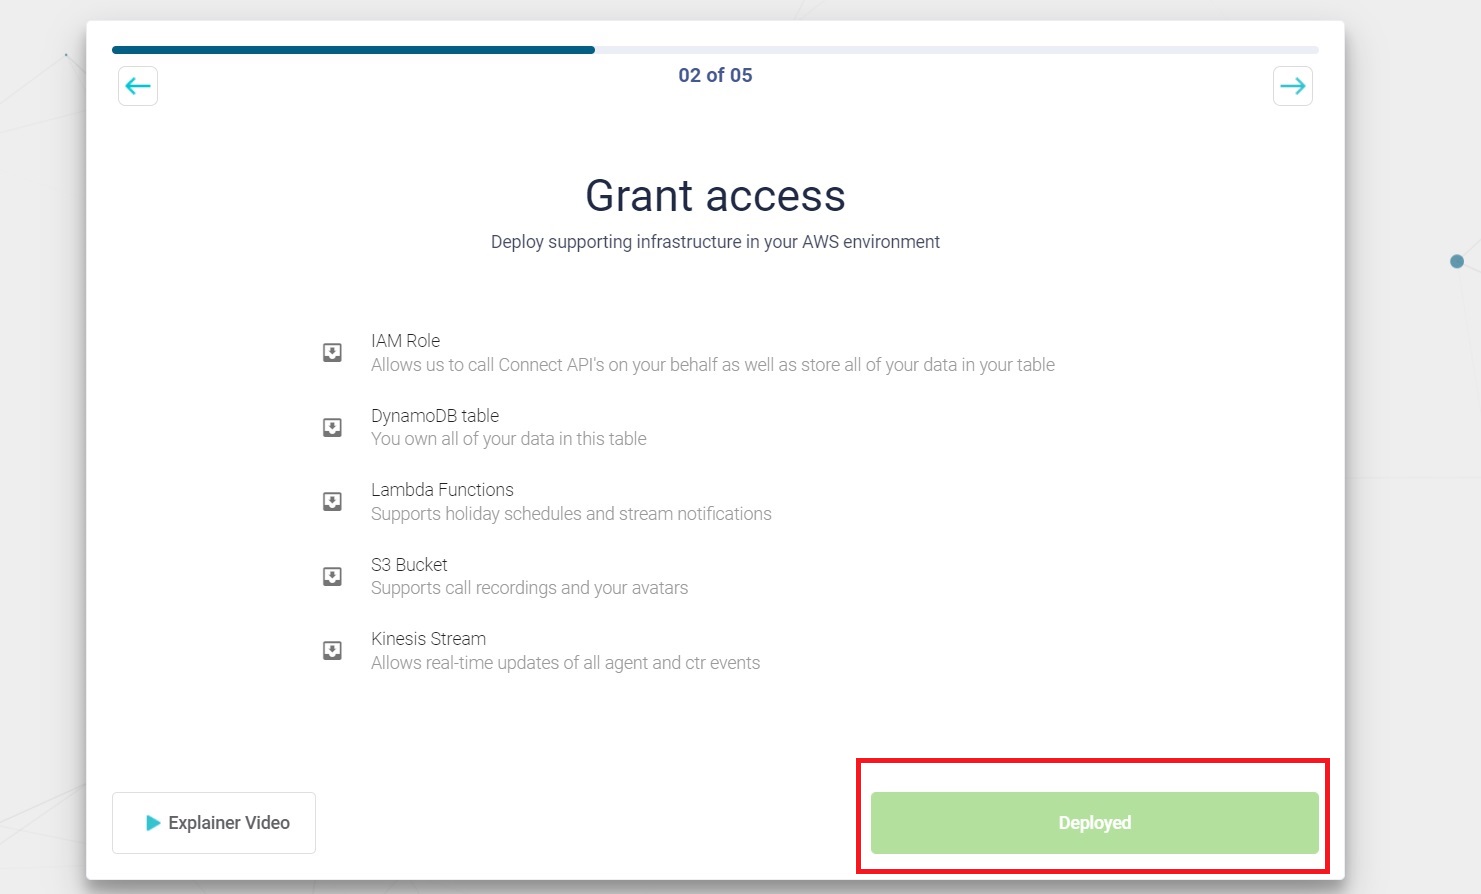 02 of 05
Grant access
Deploy supporting infrastructure in your AWS environment
IAM Role
Allows us to call Connect API's on your behalf as well as store all of your data in your table
DynamoDB table
You own all of your data in this table
Lambda Functions
Supports holiday schedules and stream notifications
S3 Bucket
Supports call recordings and your avatars
Kinesis Stream
Allows real-time updates of all agent and ctr events
Explainer Video
Deployed